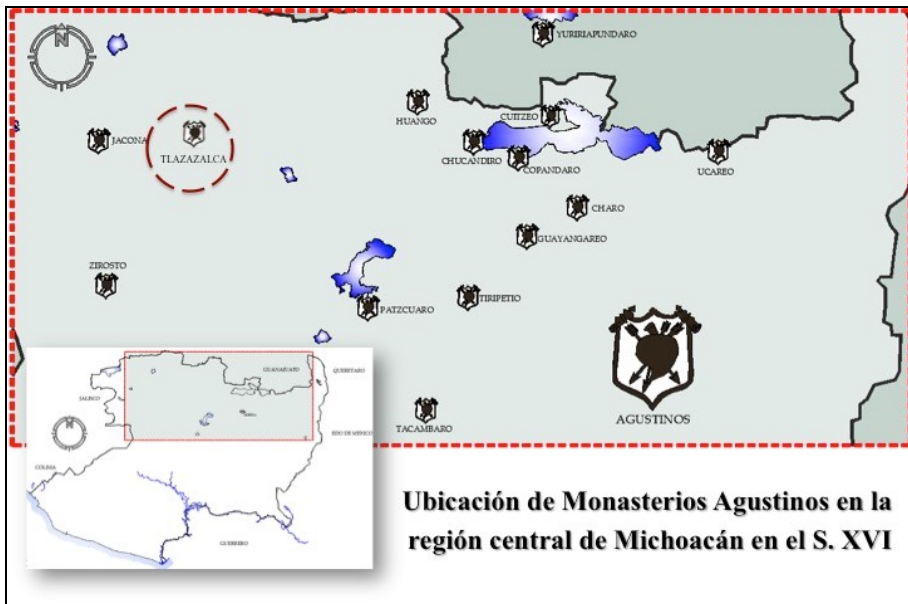 N
YURIRIAPUNDARO
HUANGO
CUITZEO
JACONA
TLAZAZALCA
CHUCANDIRO
COPANDARO
UCAREO
CHARO
GUAYANGAREO
ZIROSTO
PATZCUARO
TIRIPETIO
TACAMBARO
AGUSTINOS
GUANAJUATO
QUERETARO
JALISCO
N
EDO DE MEXICO
COLIMA
GUERRERO
Ubicación de Monasterios Agustinos en la
región central de Michoacán en el S. XVI